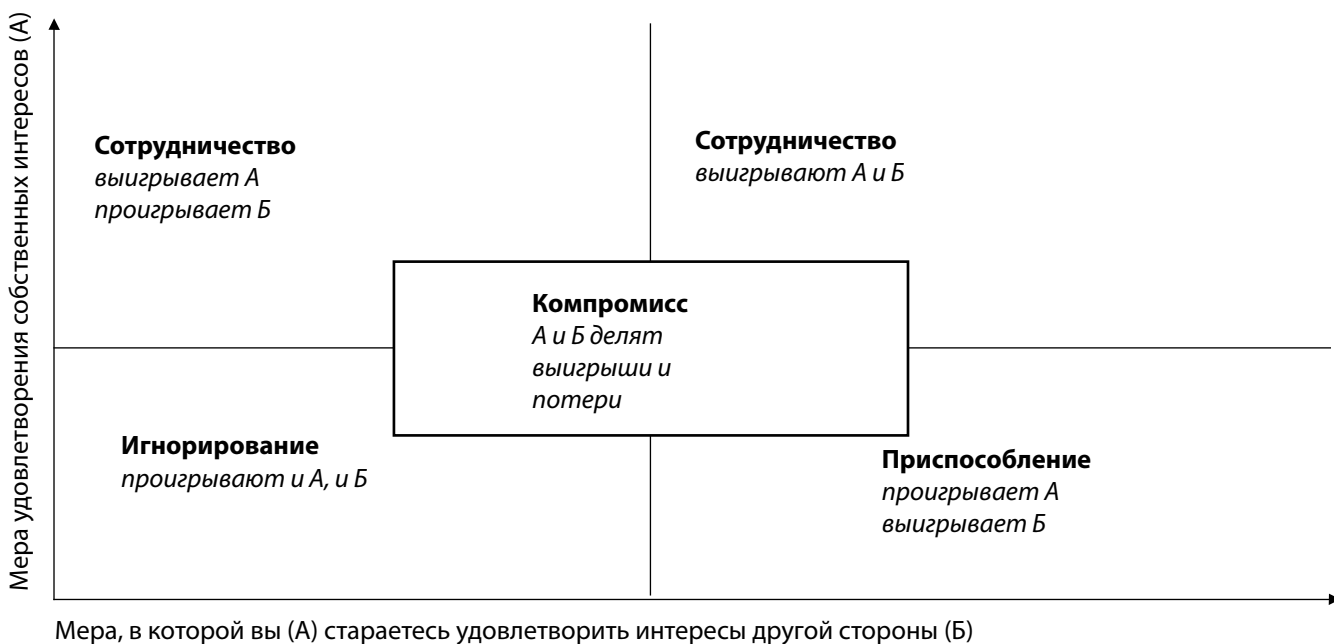 Мера удовлетворения собственных интересов (А)
Сотрудничество
выигрывает А
проигрывает Б
Сотрудничество
выигрывают А и Б
Компромисс
А и Б делят
выигрыши и
потери
Игнорирование
проигрывают и А, и Б
Приспособление
проигрывает А
выигрывает Б
Мера, в которой вы (А) стараетесь удовлетворить интересы другой стороны (Б)